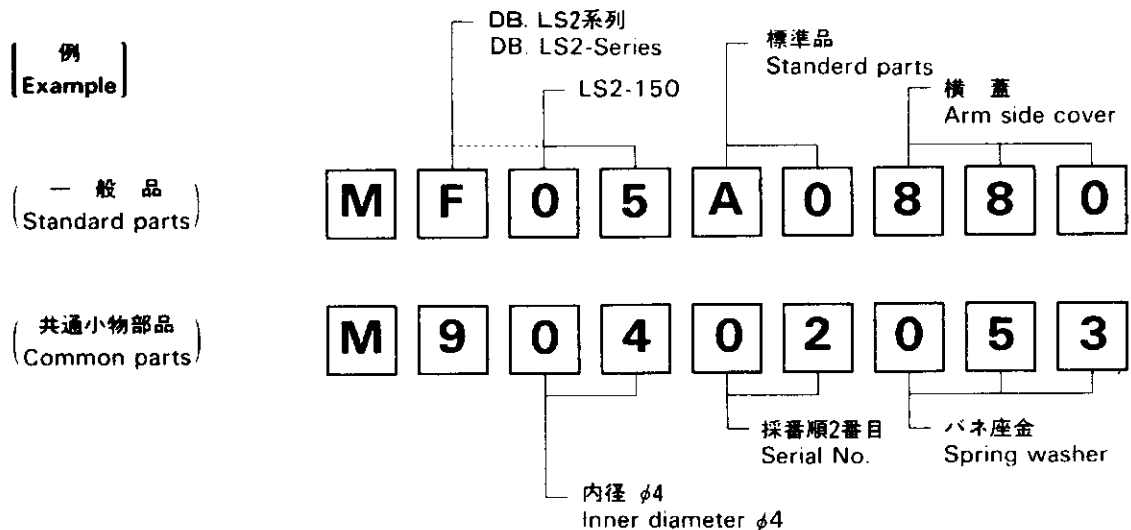 DB. LS2系列
DB. LS2-Series
標準品
Standerd parts
例
Example
LS2-150
横 蓋
Arm side cover
一 般 品
Standard parts
M F 0 5 A 0 8 8 0
共通小物部品
Common parts
M 9 0 4 0 2 0 5 3
採番順2番目
Serial No.
バネ座金
Spring washer
内径 φ4
Inner diameter φ4